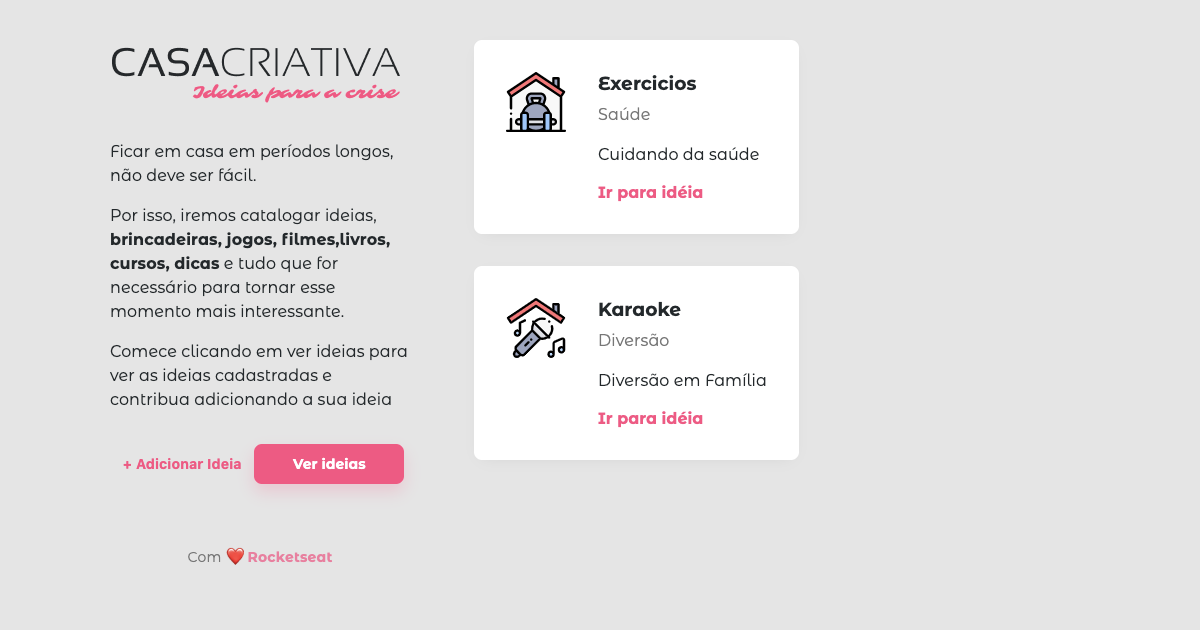 CASACRIATIVA
Ideias para a crise
Ficar em casa em períodos longos,
não deve ser fácil.
Por isso, iremos catalogar ideias,
brincadeiras, jogos, filmes,livros,
cursos, dicas e tudo que for
necessário para tornar esse
momento mais interessante.
Comece clicando em ver ideias para
ver as ideias cadastradas e
contribua adicionando a sua ideia
+ Adicionar Ideia
Ver ideias
Com ❤️ Rocketseat
Exercicios
Saúde
Cuidando da saúde
Ir para idéia
Karaoke
Diversão
Diversão em Família
Ir para idéia